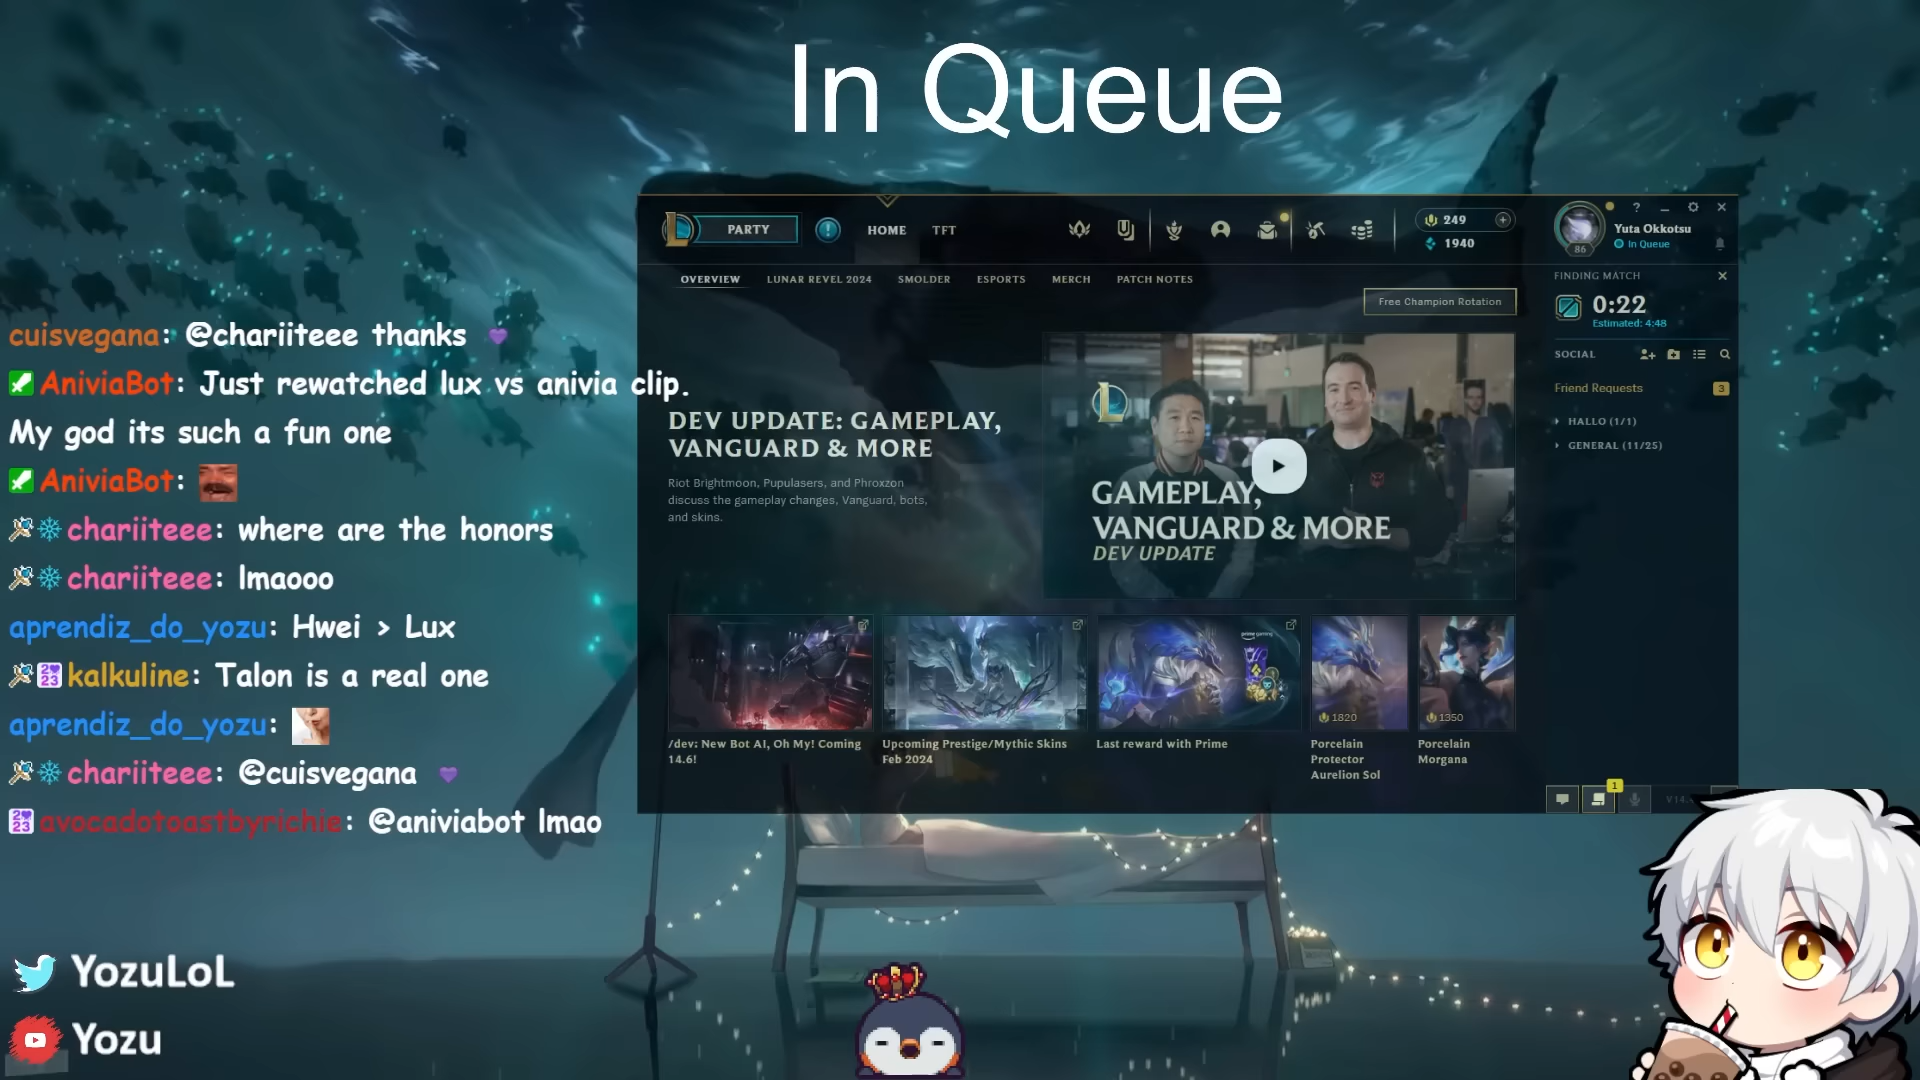 In Queue
PARTY
HOME
TFT
249
1940
86
Yuta Okkotsu
In Queue
OVERVIEW
LUNAR REVEL 2024
SMOLDER
ESPORTS
MERCH
PATCH NOTES
Free Champion Rotation
FINDING MATCH
0:22
Estimated: 4:48
SOCIAL
Friend Requests
3
HALLO (1/1)
GENERAL (11/25)
cuisvegana: @chariiteee thanks
AniviaBot: Just rewatched lux vs anivia clip.
My god its such a fun one
AniviaBot:
chariiteee: where are the honors
chariiteee: lmaooo
aprendiz_do_yozu: Hwei > Lux
kalkuline: Talon is a real one
aprendiz_do_yozu:
chariiteee: @cuisvegana
avocadotoastbyrichie: @aniviabot lmao
DEV UPDATE: GAMEPLAY,
VANGUARD & MORE
Riot Brightmoon, Pupulasers, and Phroxzon
discuss the gameplay changes, Vanguard, bots,
and skins.
GAMEPLAY,
VANGUARD & MORE
DEV UPDATE
prime gaming
1820
1350
/dev: New Bot AI, Oh My! Coming
14.6!
Upcoming Prestige/Mythic Skins
Feb 2024
Last reward with Prime
Porcelain
Protector
Aurelion Sol
Porcelain
Morgana
1
YozuLoL
Yozu